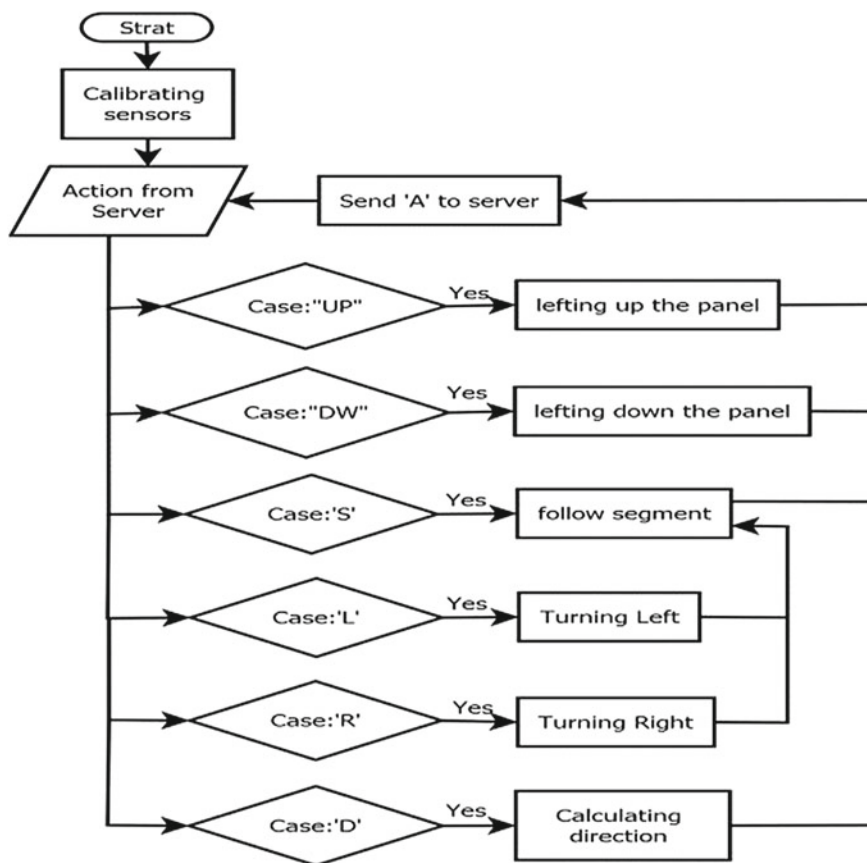 Strat
Calibrating
sensors
Action from
Server
Send 'A' to server
Case:"UP"
Yes
lefting up the panel
Case:"DW"
Yes
lefting down the panel
Case:'S'
Yes
follow segment
Case:'L'
Yes
Turning Left
Case:'R'
Yes
Turning Right
Case:'D'
Yes
Calculating
direction